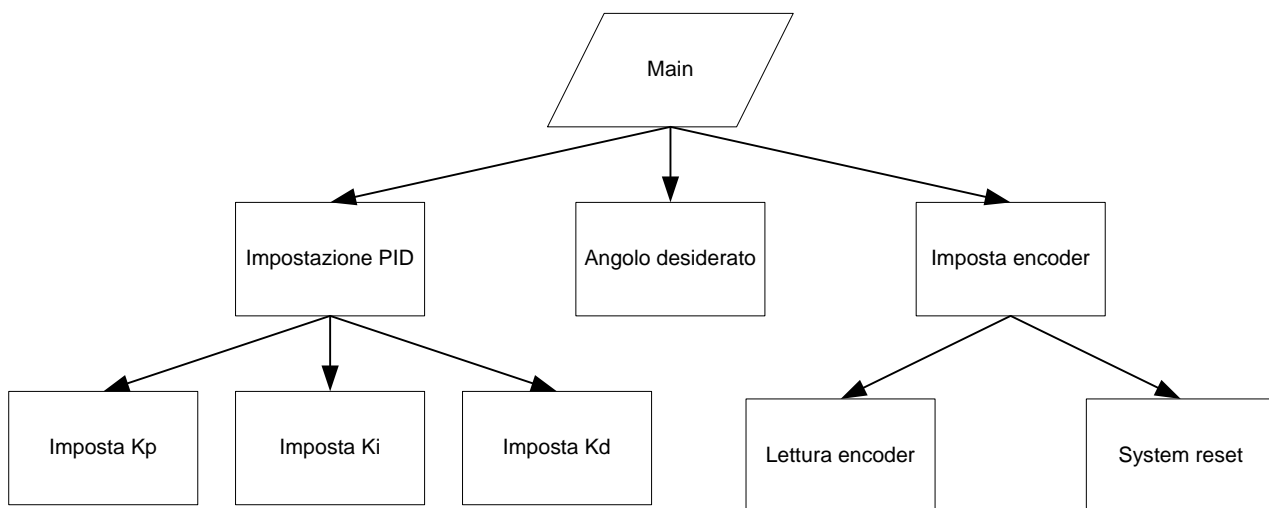 Main
Impostazione PID
Angolo desiderato
Imposta encoder
Imposta Kp
Imposta Ki
Imposta Kd
Lettura encoder
System reset